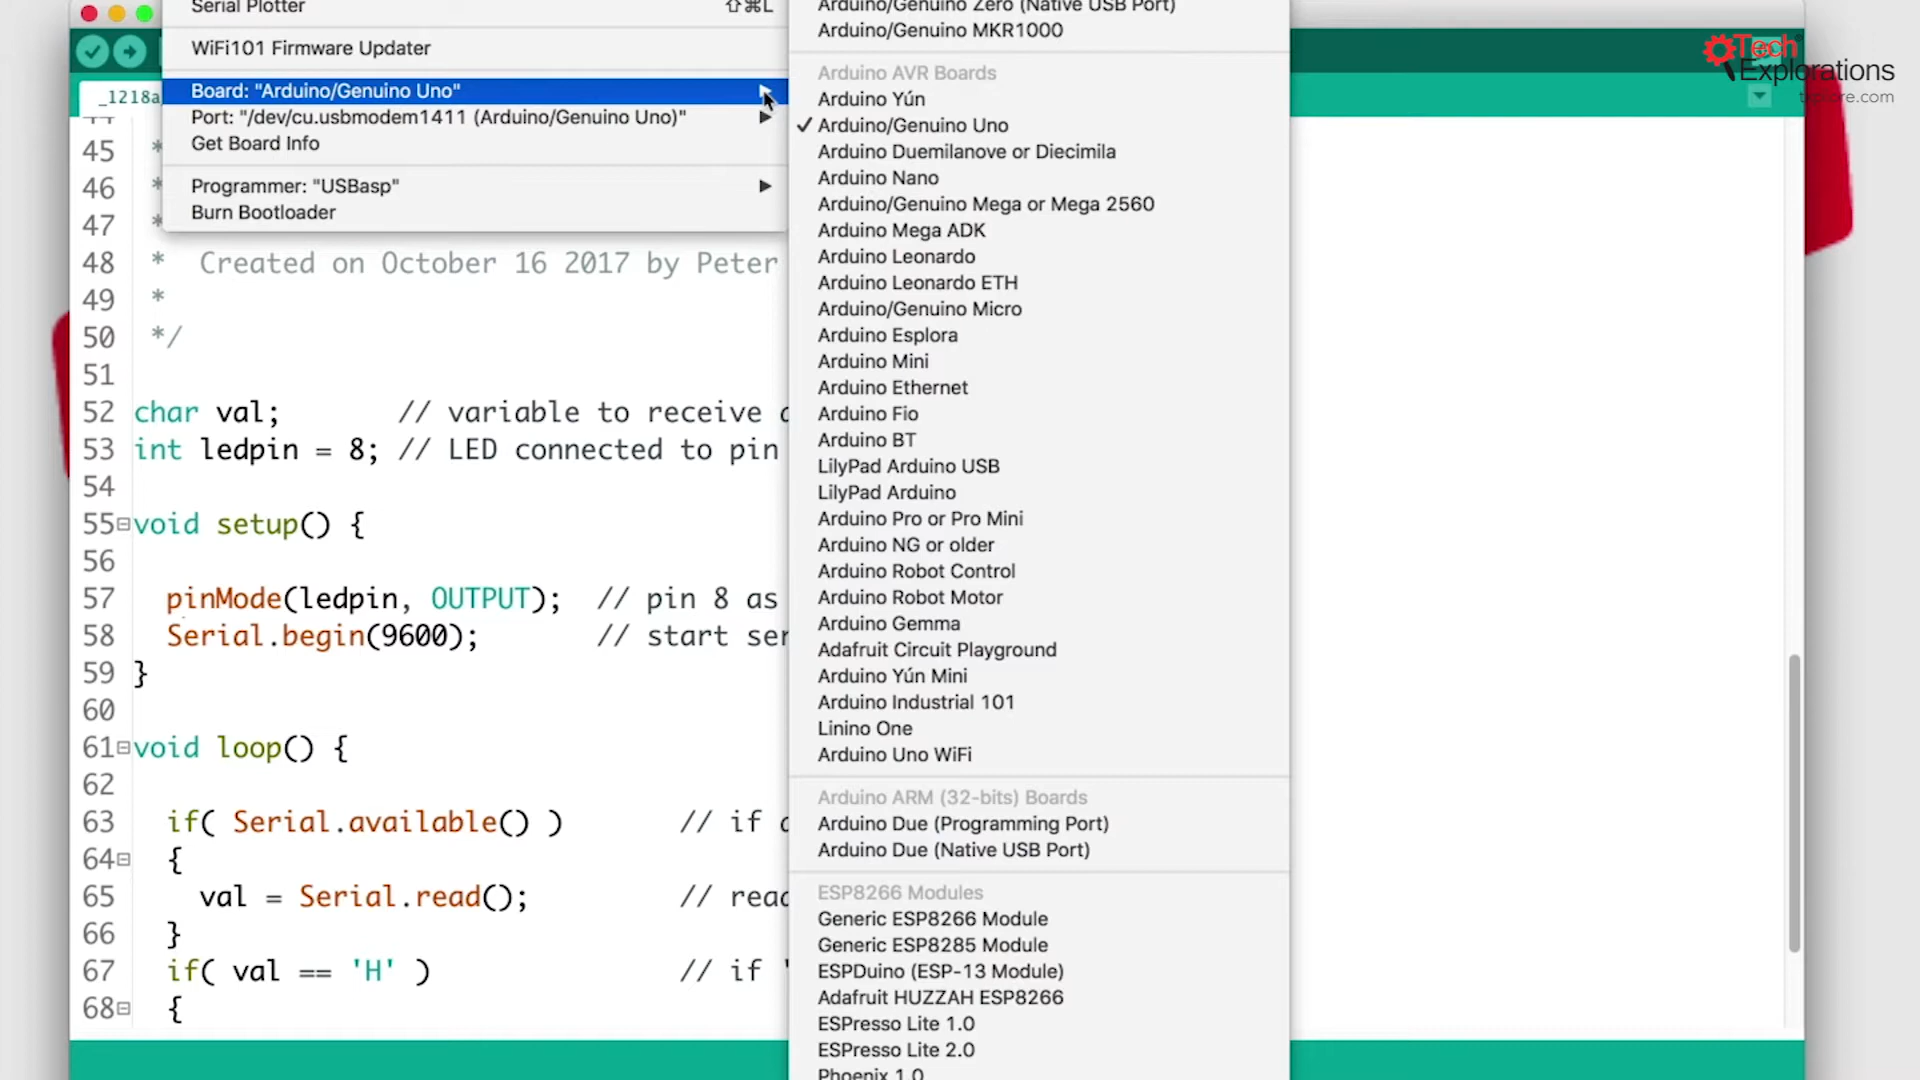 Serial Plotter ⇧⌘L
WiFi101 Firmware Updater
Board: "Arduino/Genuino Uno"
Port: "/dev/cu.usbmodem1411 (Arduino/Genuino Uno)"
Get Board Info
Programmer: "USBasp"
Burn Bootloader
Arduino/Genuino Zero (Native USB Port)
Arduino/Genuino MKR1000
Arduino AVR Boards
Arduino Yún
✓ Arduino/Genuino Uno
Arduino Duemilanove or Diecimila
Arduino Nano
Arduino/Genuino Mega or Mega 2560
Arduino Mega ADK
Arduino Leonardo
Arduino Leonardo ETH
Arduino/Genuino Micro
Arduino Esplora
Arduino Mini
Arduino Ethernet
Arduino Fio
Arduino BT
LilyPad Arduino USB
LilyPad Arduino
Arduino Pro or Pro Mini
Arduino NG or older
Arduino Robot Control
Arduino Robot Motor
Arduino Gemma
Adafruit Circuit Playground
Arduino Yún Mini
Arduino Industrial 101
Linino One
Arduino Uno WiFi
Arduino ARM (32-bits) Boards
Arduino Due (Programming Port)
Arduino Due (Native USB Port)
ESP8266 Modules
Generic ESP8266 Module
Generic ESP8285 Module
ESPDuino (ESP-13 Module)
Adafruit HUZZAH ESP8266
ESPresso Lite 1.0
ESPresso Lite 2.0
Phoenix 1.0
_1218a
45 *
46 *
47 *
48 * Created on October 16 2017 by Peter
49 *
50 */
51
52 char val; // variable to receive
53 int ledpin = 8; // LED connected to pin
54
55 void setup() {
56
57 pinMode(ledpin, OUTPUT); // pin 8 as
58 Serial.begin(9600); // start ser
59 }
60
61 void loop() {
62
63 if( Serial.available() ) // if
64 {
65 val = Serial.read(); // read
66 }
67 if( val == 'H' ) // if '
68 {
Tech
Explorations
txplore.com